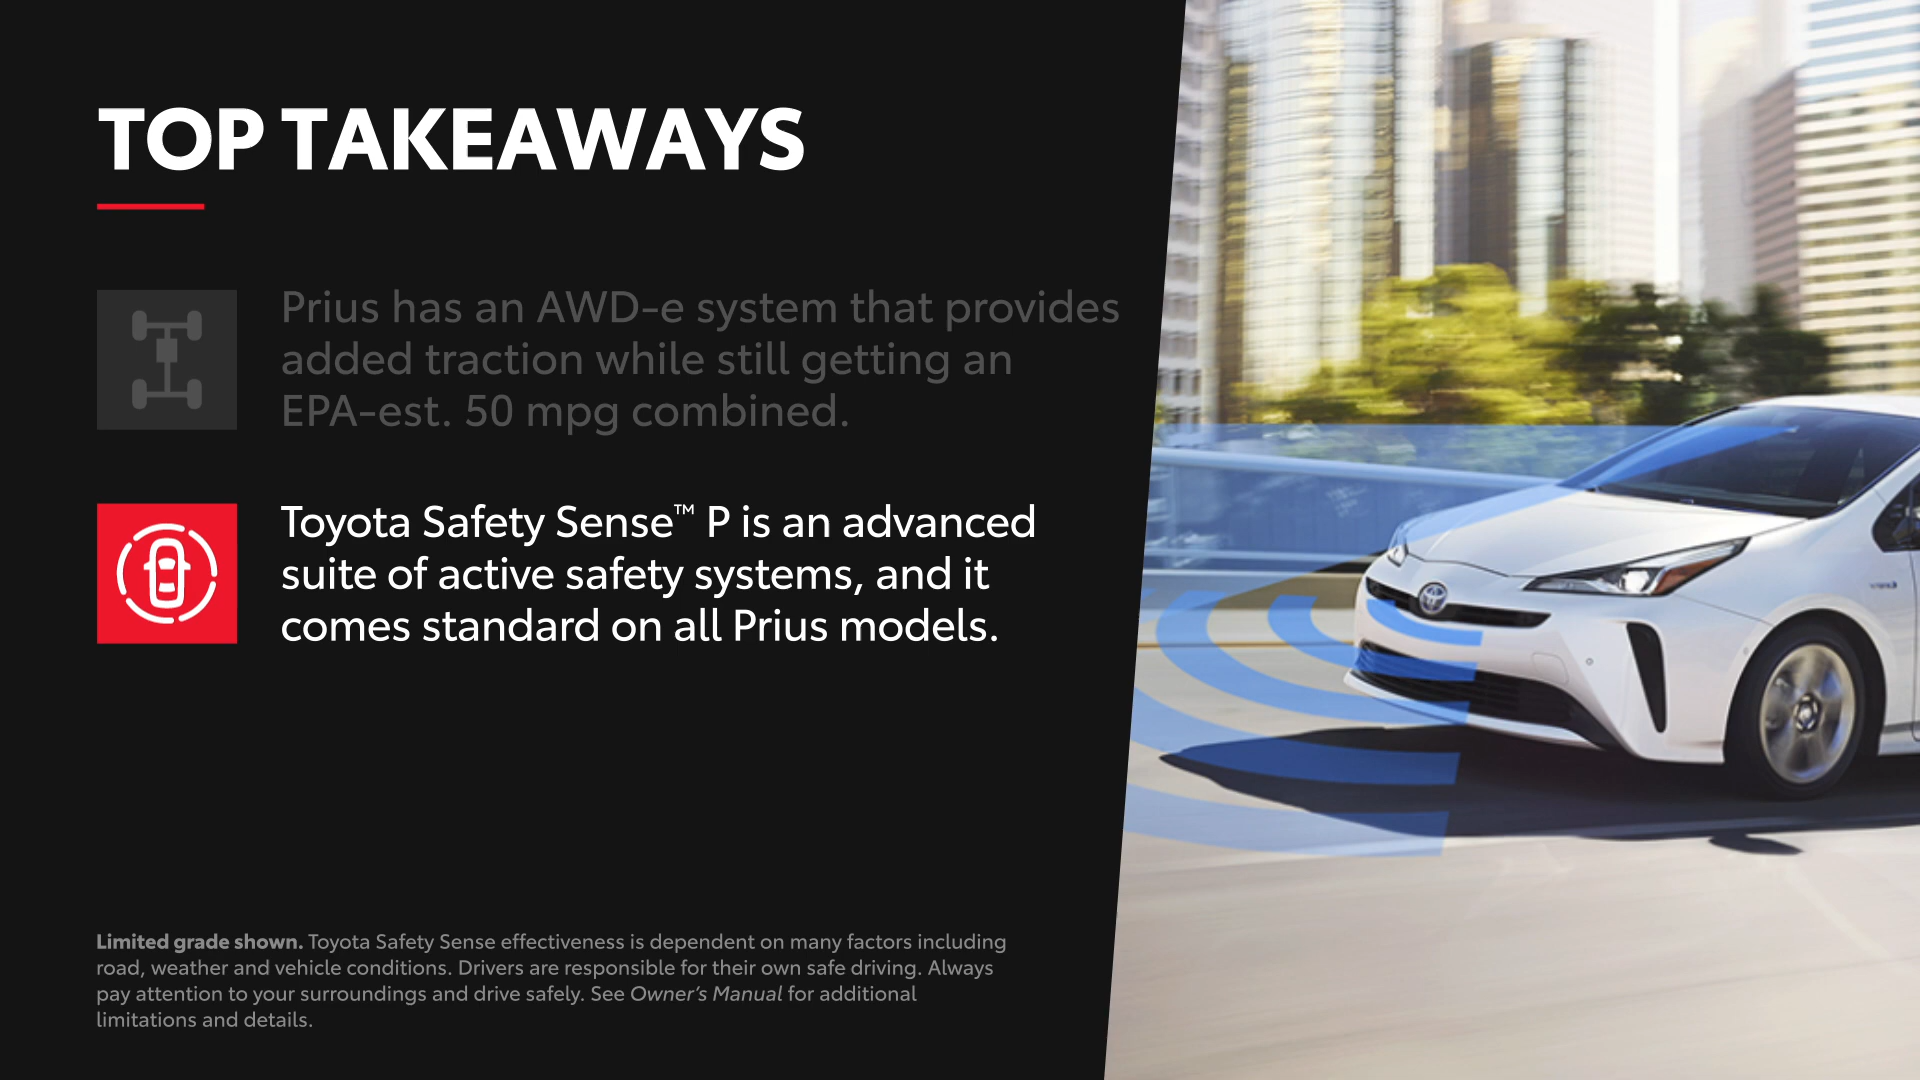 TOP TAKEAWAYS
Prius has an AWD-e system that provides
added traction while still getting an
EPA-est. 50 mpg combined.
Toyota Safety Sense™ P is an advanced
suite of active safety systems, and it
comes standard on all Prius models.
Limited grade shown. Toyota Safety Sense effectiveness is dependent on many factors including
road, weather and vehicle conditions. Drivers are responsible for their own safe driving. Always
pay attention to your surroundings and drive safely. See Owner’s Manual for additional
limitations and details.